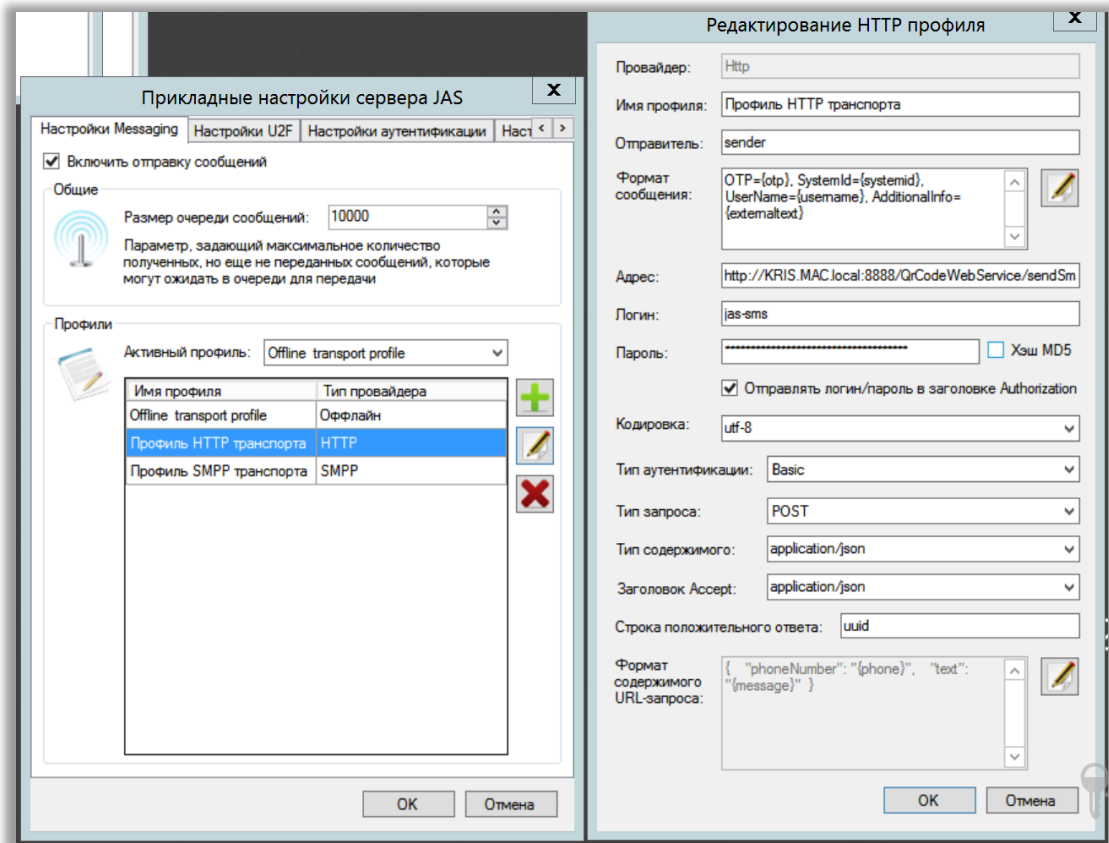 Прикладные настройки сервера JAS
x
Настройки Messaging
Настройки U2F
Настройки аутентификации
Наст
Включить отправку сообщений
Общие
Размер очереди сообщений:
10000
Параметр, задающий максимальное количество
полученных, но еще не переданных сообщений, которые
могут ожидать в очереди для передачи
Профили
Активный профиль:
Offline transport profile
Имя профиля
Тип провайдера
Offline transport profile
Оффлайн
Профиль HTTP транспорта
HTTP
Профиль SMPP транспорта
SMPP
OK
Отмена
Редактирование HTTP профиля
x
Провайдер:
Http
Имя профиля:
Профиль HTTP транспорта
Отправитель:
sender
Формат
сообщения:
OTP={otp}, SystemId={systemid},
UserName={username}, AdditionalInfo=
{externaltext}
Адрес:
http://KRIS.MAC.local:8888/QrCodeWebService/sendSm
Логин:
jas-sms
Пароль:
Хэш MD5
Отправлять логин/пароль в заголовке Authorization
Кодировка:
utf-8
Тип аутентификации:
Basic
Тип запроса:
POST
Тип содержимого:
application/json
Заголовок Accept:
application/json
Строка положительного ответа:
uuid
Формат
содержимого
URL-запроса:
{ "phoneNumber": "{phone}", "text":
"{message}" }
OK
Отмена